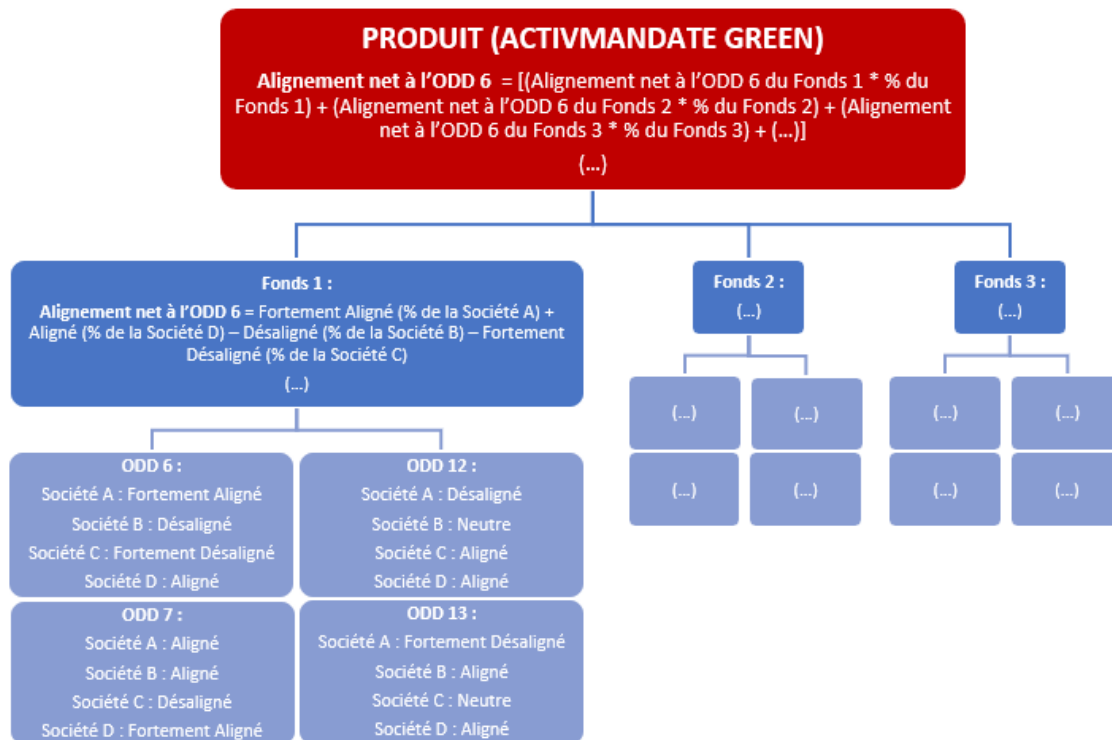 PRODUIT (ACTIVMANDATE GREEN)
Alignement net à l'ODD 6 = [(Alignement net à l'ODD 6 du Fonds 1 * % du
Fonds 1) + (Alignement net à l'ODD 6 du Fonds 2 * % du Fonds 2) + (Alignement
net à l'ODD 6 du Fonds 3 * % du Fonds 3) + (...)]
(...)
Fonds 1 :
Alignement net à l'ODD 6 = Fortement Aligné (% de la Société A) +
Aligné (% de la Société D) – Désaligné (% de la Société B) – Fortement
Désaligné (% de la Société C)
(...)
Fonds 2 :
(...)
Fonds 3 :
(...)
ODD 6 :
Société A : Fortement Aligné
Société B : Désaligné
Société C : Fortement Désaligné
Société D : Aligné
ODD 12 :
Société A : Désaligné
Société B : Neutre
Société C : Aligné
Société D : Aligné
ODD 7 :
Société A : Aligné
Société B : Aligné
Société C : Désaligné
Société D : Fortement Aligné
ODD 13 :
Société A : Fortement Désaligné
Société B : Aligné
Société C : Neutre
Société D : Aligné
(...)
(...)
(...)
(...)
(...)
(...)
(...)
(...)